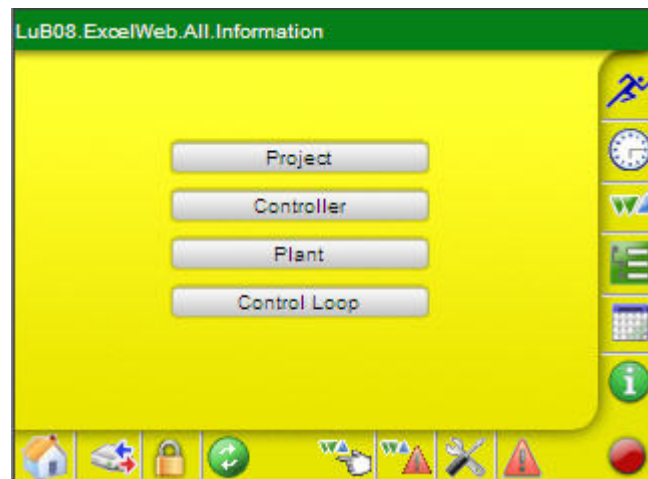 LuB08.ExcelWeb.All.Information
Project
Controller
Plant
Control Loop